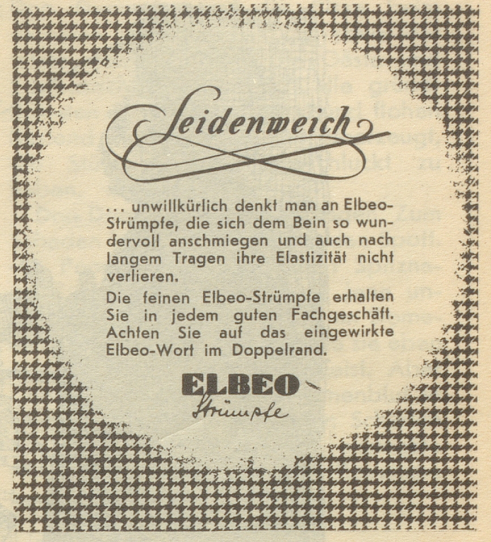 Seidenweich
... unwillkürlich denkt man an Elbeo-
Strümpfe, die sich dem Bein so wun-
dervoll anschmiegen und auch nach
langem Tragen ihre Elastizität nicht
verlieren.
Die feinen Elbeo-Strümpfe erhalten
Sie in jedem guten Fachgeschäft.
Achten Sie auf das eingewirkte
Elbeo-Wort im Doppelrand.
ELBEO-
Strümpfe